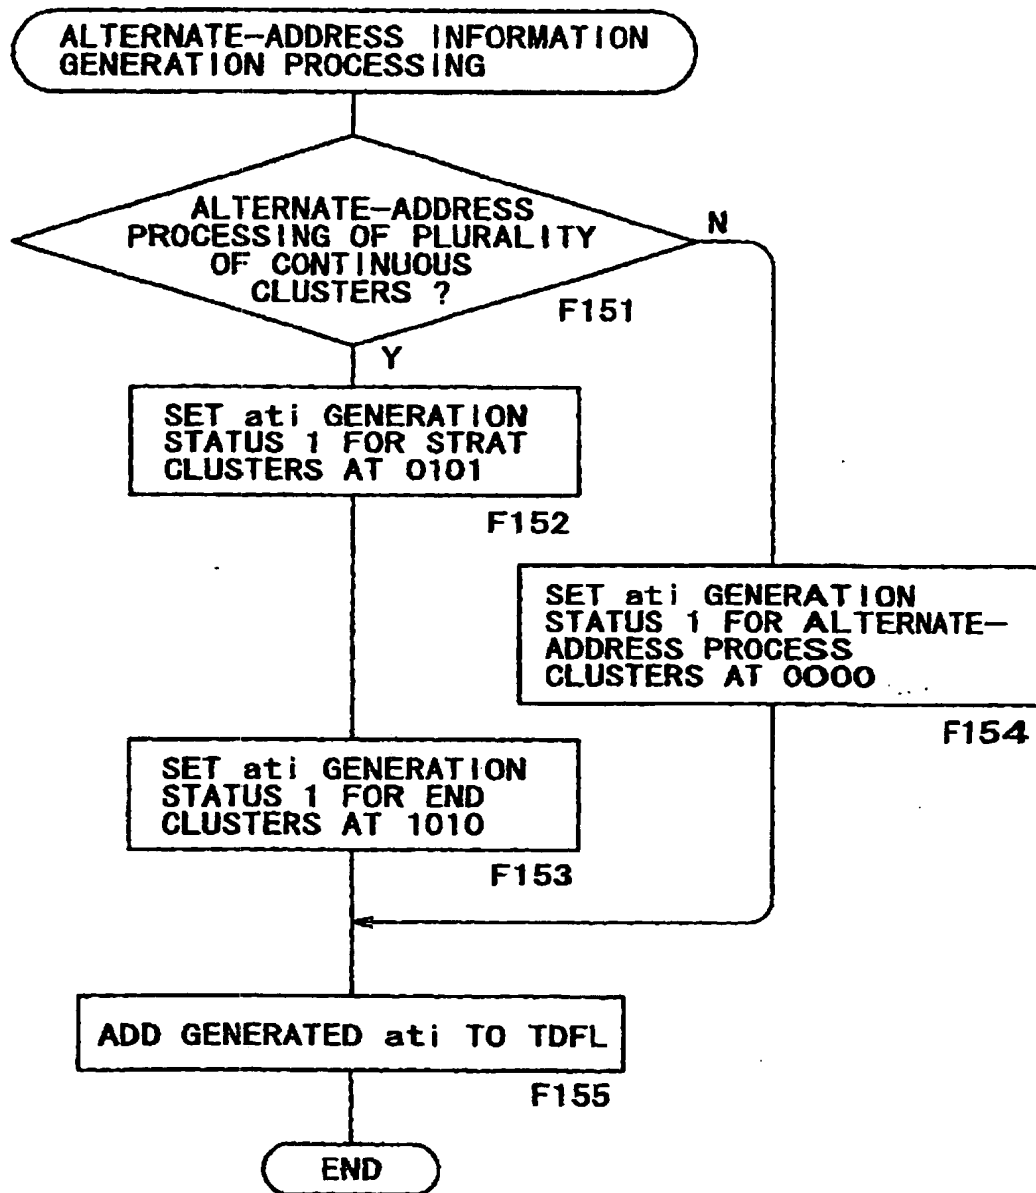 ALTERNATE-ADDRESS INFORMATION
GENERATION PROCESSING
ALTERNATE-ADDRESS
PROCESSING OF PLURALITY
OF CONTINUOUS
CLUSTERS ?
N
F151
Y
SET ati GENERATION
STATUS 1 FOR STRAT
CLUSTERS AT 0101
F152
SET ati GENERATION
STATUS 1 FOR ALTERNATE-
ADDRESS PROCESS
CLUSTERS AT 0000
F154
SET ati GENERATION
STATUS 1 FOR END
CLUSTERS AT 1010
F153
ADD GENERATED ati TO TDFL
F155
END